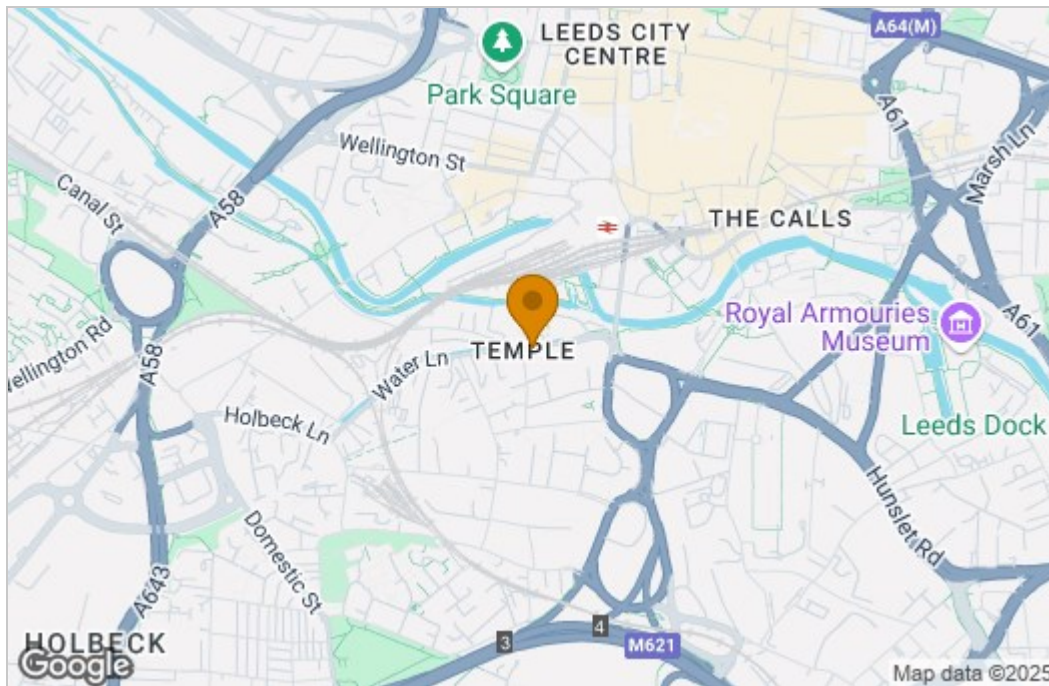 LEEDS CITY
CENTRE
A64(M)
Park Square
A61
Wellington St
Marsh Ln
Canal St
A58
THE CALLS
Royal Armouries
Museum
A61
Wellington Rd
A58
TEMPLE
Water Ln
Holbeck Ln
Leeds Dock
Hunslet Rd
Domestic St
A643
HOLBECK
3
4
M621
Google
Map data ©2025